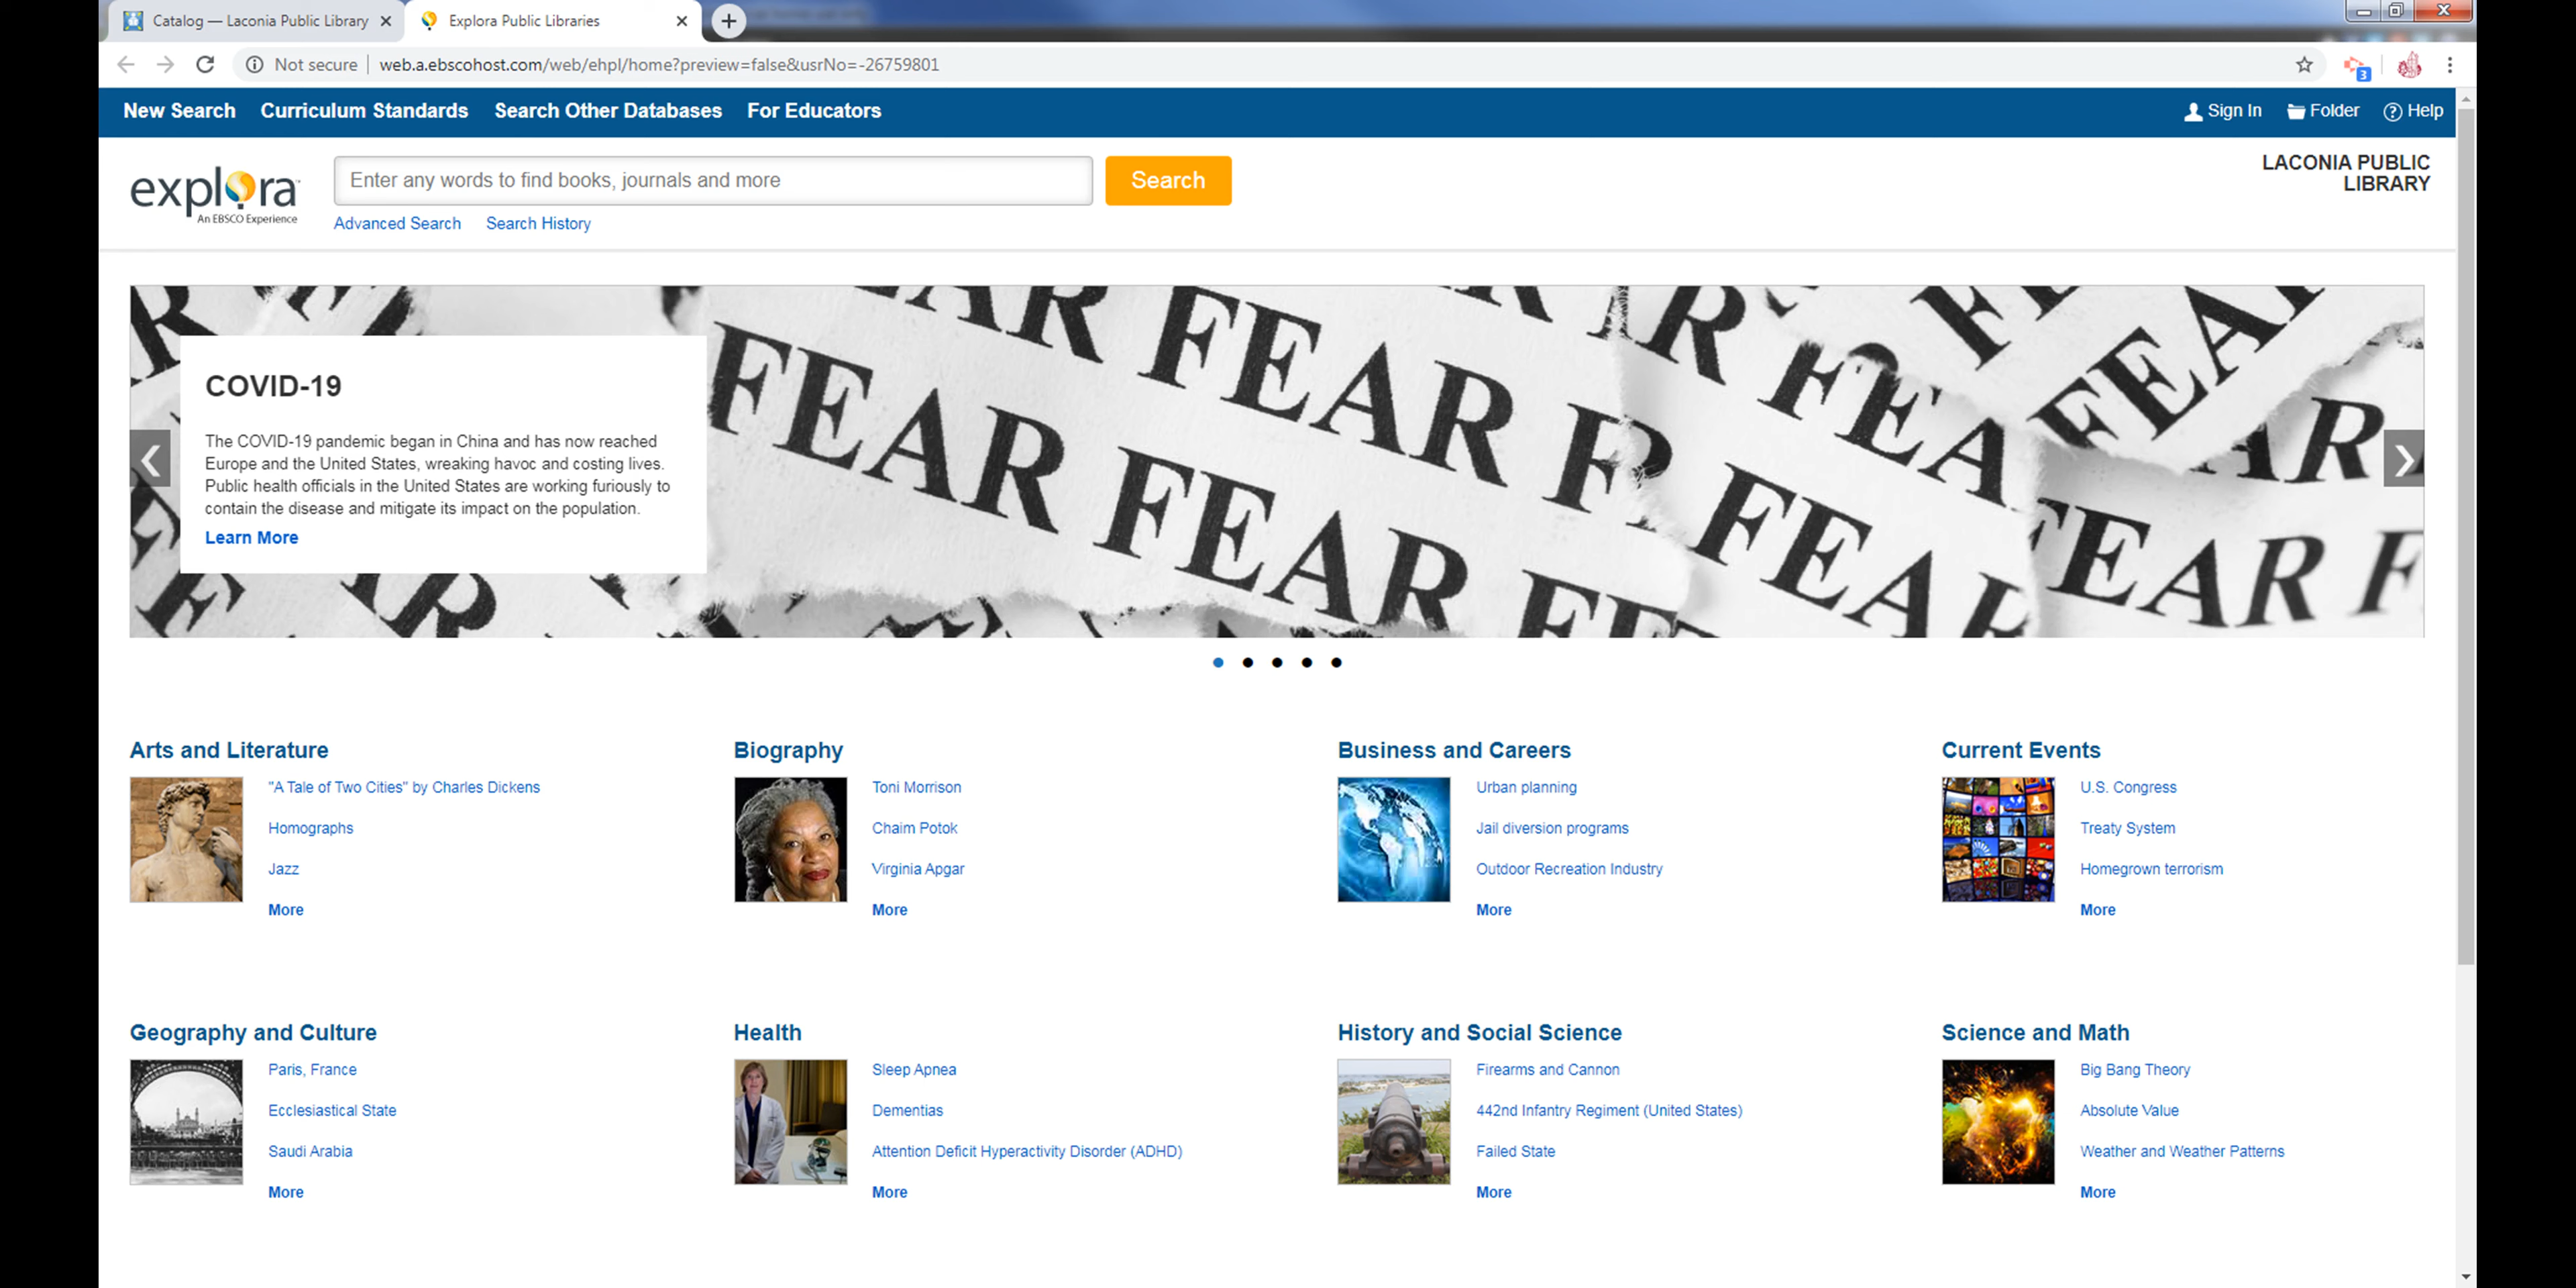 Catalog — Laconia Public Library
Explora Public Libraries
Not secure
web.a.ebscohost.com/web/ehpl/home?preview=false&usrNo=-26759801
3
New Search
Curriculum Standards
Search Other Databases
For Educators
Sign In
Folder
? Help
explora
An EBSCO Experience
Enter any words to find books, journals and more
Search
Advanced Search
Search History
LACONIA PUBLIC
LIBRARY
COVID-19
The COVID-19 pandemic began in China and has now reached
Europe and the United States, wreaking havoc and costing lives.
Public health officials in the United States are working furiously to
contain the disease and mitigate its impact on the population.
Learn More
FEAR FEAR FEAR
FEAR FEAR FEAR
FEAR FEAR
Arts and Literature
"A Tale of Two Cities" by Charles Dickens
Homographs
Jazz
More
Biography
Toni Morrison
Chaim Potok
Virginia Apgar
More
Business and Careers
Urban planning
Jail diversion programs
Outdoor Recreation Industry
More
Current Events
U.S. Congress
Treaty System
Homegrown terrorism
More
Geography and Culture
Paris, France
Ecclesiastical State
Saudi Arabia
More
Health
Sleep Apnea
Dementias
Attention Deficit Hyperactivity Disorder (ADHD)
More
History and Social Science
Firearms and Cannon
442nd Infantry Regiment (United States)
Failed State
More
Science and Math
Big Bang Theory
Absolute Value
Weather and Weather Patterns
More